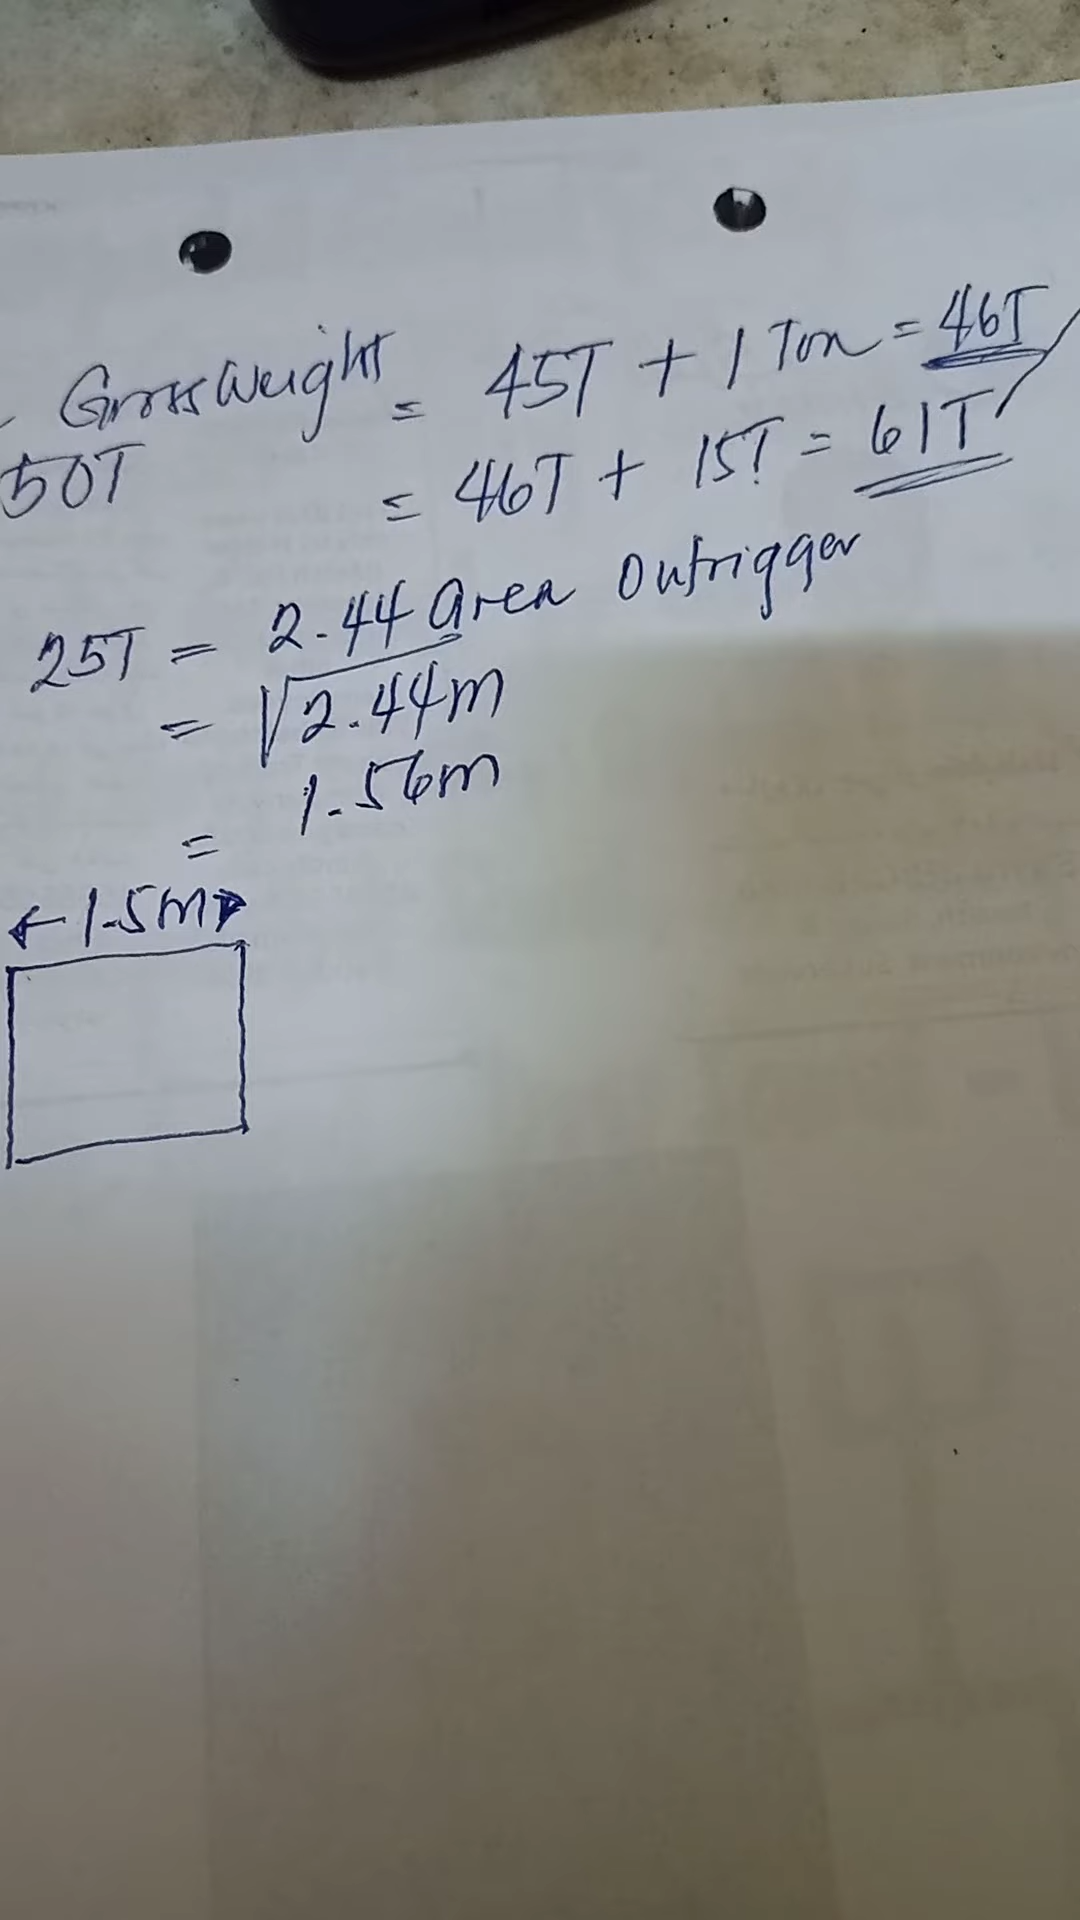 Gross Weight = 45T + 1 Ton = 46T
50T = 46T + 15T = 61T
25T = 2.44 area Outrigger
= √2.44m
= 1.56m
1.5m